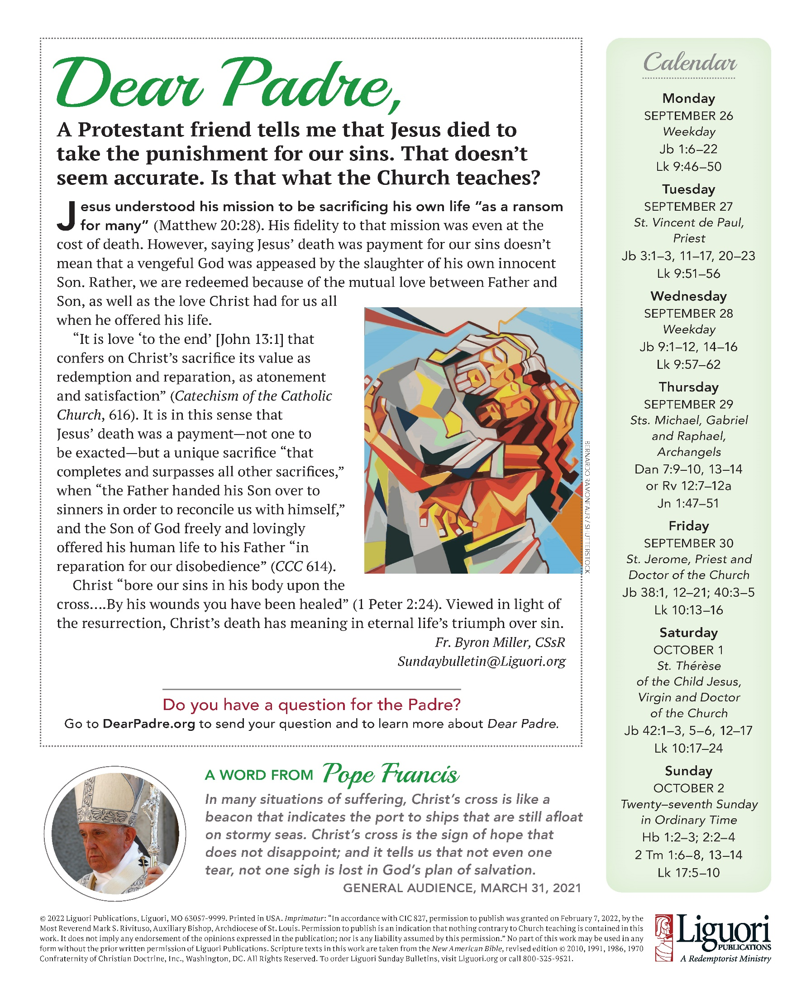 Dear Padre,
A Protestant friend tells me that Jesus died to
take the punishment for our sins. That doesn’t
seem accurate. Is that what the Church teaches?
Jesus understood his mission to be sacrificing his own life “as a ransom
for many” (Matthew 20:28). His fidelity to that mission was even at the
cost of death. However, saying Jesus’ death was payment for our sins doesn’t
mean that a vengeful God was appeased by the slaughter of his own innocent
Son. Rather, we are redeemed because of the mutual love between Father and
Son, as well as the love Christ had for us all
when he offered his life.
“It is love ‘to the end’ [John 13:1] that
confers on Christ’s sacrifice its value as
redemption and reparation, as atonement
and satisfaction” (Catechism of the Catholic
Church, 616). It is in this sense that
Jesus’ death was a payment—not one to
be exacted—but a unique sacrifice “that
completes and surpasses all other sacrifices,”
when “the Father handed his Son over to
sinners in order to reconcile us with himself,”
and the Son of God freely and lovingly
offered his human life to his Father “in
reparation for our disobedience” (CCC 614).
Christ “bore our sins in his body upon the
cross….By his wounds you have been healed” (1 Peter 2:24). Viewed in light of
the resurrection, Christ’s death has meaning in eternal life’s triumph over sin.
Fr. Byron Miller, CSsR
Sundaybulletin@Liguori.org
BERNARDO RAMONFAUR / SHUTTERSTOCK
Do you have a question for the Padre?
Go to DearPadre.org to send your question and to learn more about Dear Padre.
A WORD FROM Pope Francis
In many situations of suffering, Christ’s cross is like a
beacon that indicates the port to ships that are still afloat
on stormy seas. Christ’s cross is the sign of hope that
does not disappoint; and it tells us that not even one
tear, not one sigh is lost in God’s plan of salvation.
GENERAL AUDIENCE, MARCH 31, 2021
Calendar
Monday
SEPTEMBER 26
Weekday
Jb 1:6–22
Lk 9:46–50
Tuesday
SEPTEMBER 27
St. Vincent de Paul,
Priest
Jb 3:1–3, 11–17, 20–23
Lk 9:51–56
Wednesday
SEPTEMBER 28
Weekday
Jb 9:1–12, 14–16
Lk 9:57–62
Thursday
SEPTEMBER 29
Sts. Michael, Gabriel
and Raphael,
Archangels
Dan 7:9–10, 13–14
or Rv 12:7–12a
Jn 1:47–51
Friday
SEPTEMBER 30
St. Jerome, Priest and
Doctor of the Church
Jb 38:1, 12–21; 40:3–5
Lk 10:13–16
Saturday
OCTOBER 1
St. Thérèse
of the Child Jesus,
Virgin and Doctor
of the Church
Jb 42:1–3, 5–6, 12–17
Lk 10:17–24
Sunday
OCTOBER 2
Twenty–seventh Sunday
in Ordinary Time
Hb 1:2–3; 2:2–4
2 Tm 1:6–8, 13–14
Lk 17:5–10
© 2022 Liguori Publications, Liguori, MO 63057-9999. Printed in USA. Imprimatur: “In accordance with CIC 827, permission to publish was granted on February 7, 2022, by the
Most Reverend Mark S. Rivituso, Auxiliary Bishop, Archdiocese of St. Louis. Permission to publish is an indication that nothing contrary to Church teaching is contained in this
work. It does not imply any endorsement of the opinions expressed in the publication; nor is any liability assumed by this permission.” No part of this work may be used in any
form without the prior written permission of Liguori Publications. Scripture texts in this work are taken from the New American Bible, revised edition © 2010, 1991, 1986, 1970
Confraternity of Christian Doctrine, Inc., Washington, DC. All Rights Reserved. To order Liguori Sunday Bulletins, visit Liguori.org or call 800-325-9521.
Liguori
PUBLICATIONS
A Redemptorist Ministry